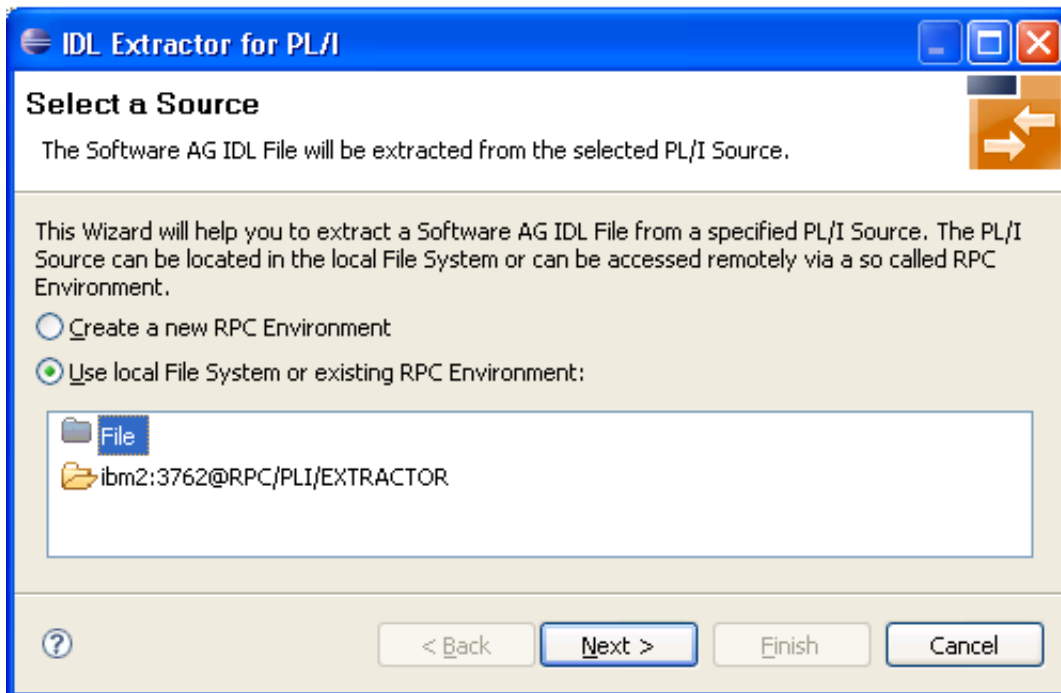 IDL Extractor for PL/I
Select a Source
The Software AG IDL File will be extracted from the selected PL/I Source.
This Wizard will help you to extract a Software AG IDL File from a specified PL/I Source. The PL/I
Source can be located in the local File System or can be accessed remotely via a so called RPC
Environment.
Create a new RPC Environment
Use local File System or existing RPC Environment:
File
ibm2:3762@RPC/PLI/EXTRACTOR
?
< Back
Next >
Finish
Cancel